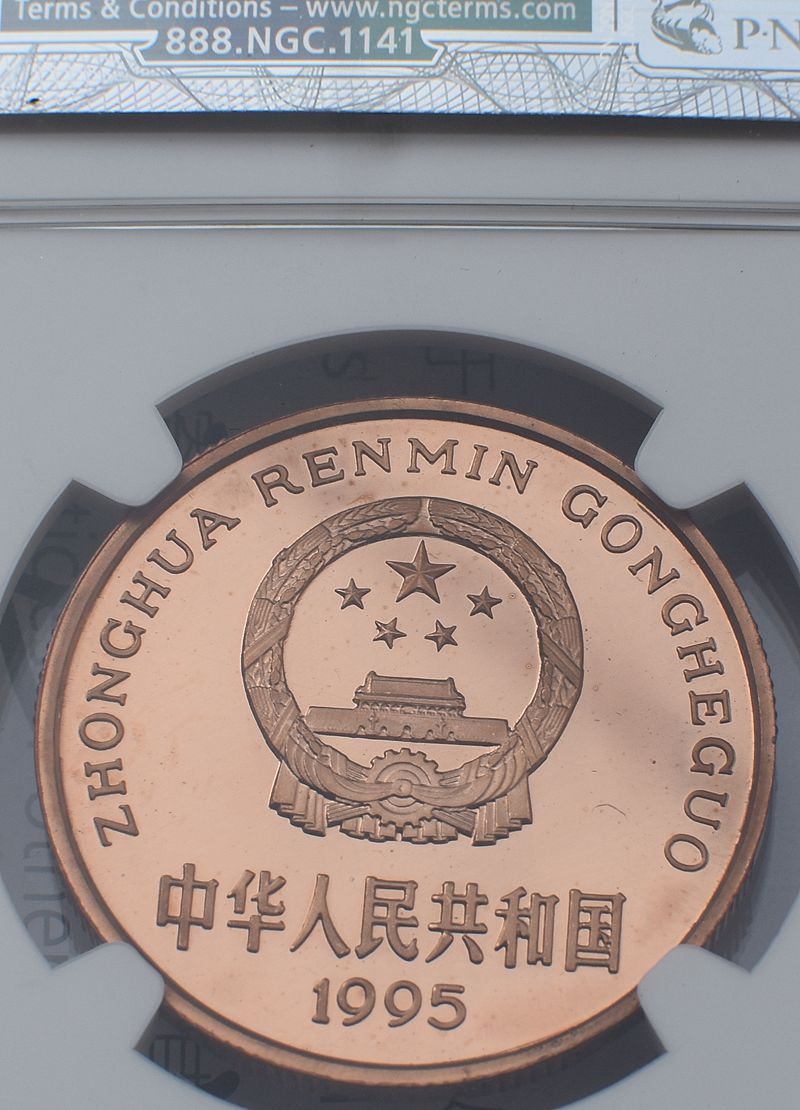 Terms & Conditions – www.ngcterms.com
888.NGC.1141
P·N
ZHONGHUA RENMIN GONGHEGUO
中华人民共和国
1995